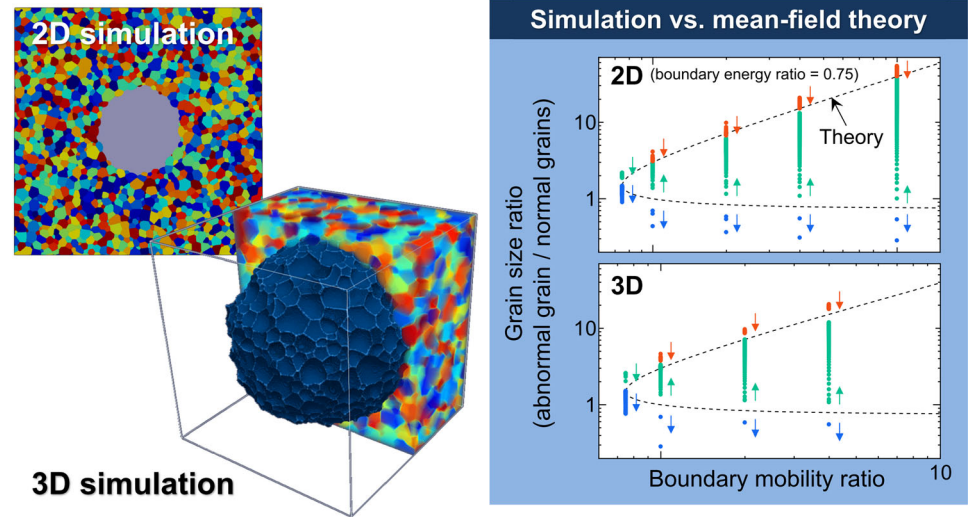 2D simulation
3D simulation
Simulation vs. mean-field theory
Grain size ratio
(abnormal grain / normal grains)
2D (boundary energy ratio = 0.75)
Theory
10
1
3D
10
1
Boundary mobility ratio
10